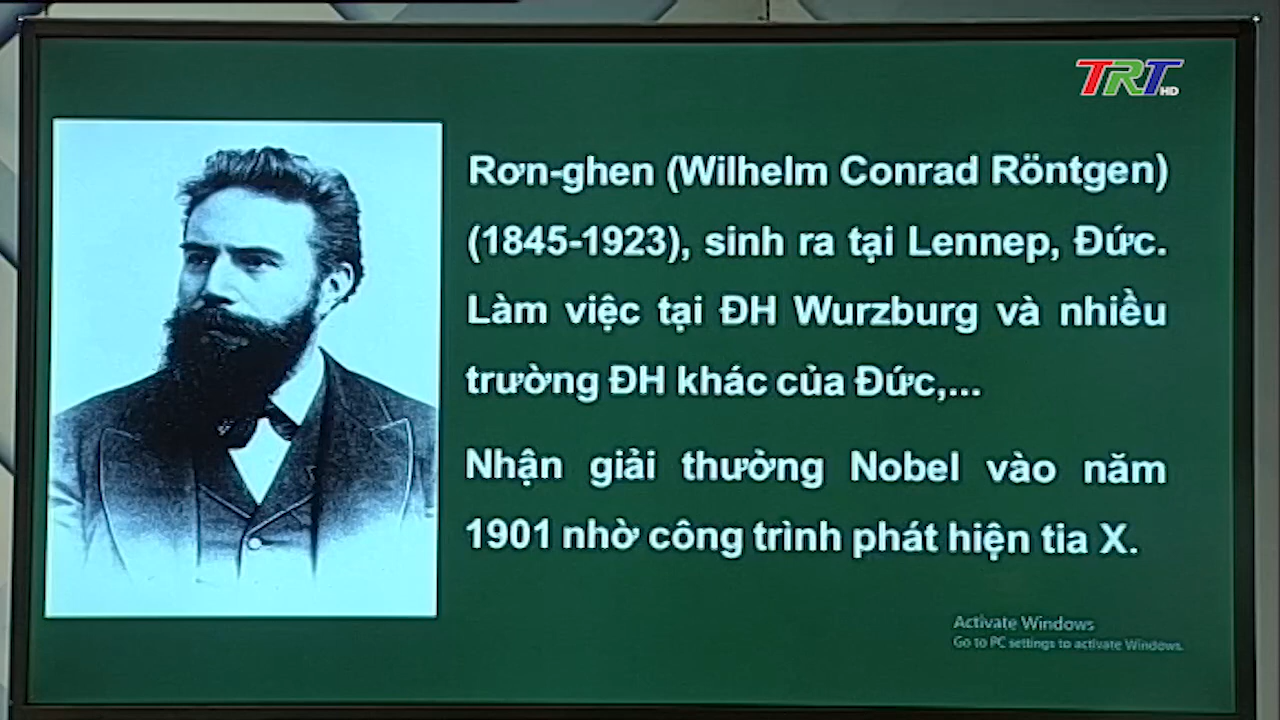 TRT HD
Rơn-ghen (Wilhelm Conrad Röntgen)
(1845-1923), sinh ra tại Lennep, Đức.
Làm việc tại ĐH Wurzburg và nhiều
trường ĐH khác của Đức,...
Nhận giải thường Nobel vào năm
1901 nhờ công trình phát hiện tia X.
Activate Windows
Go to PC settings to activate Windows.